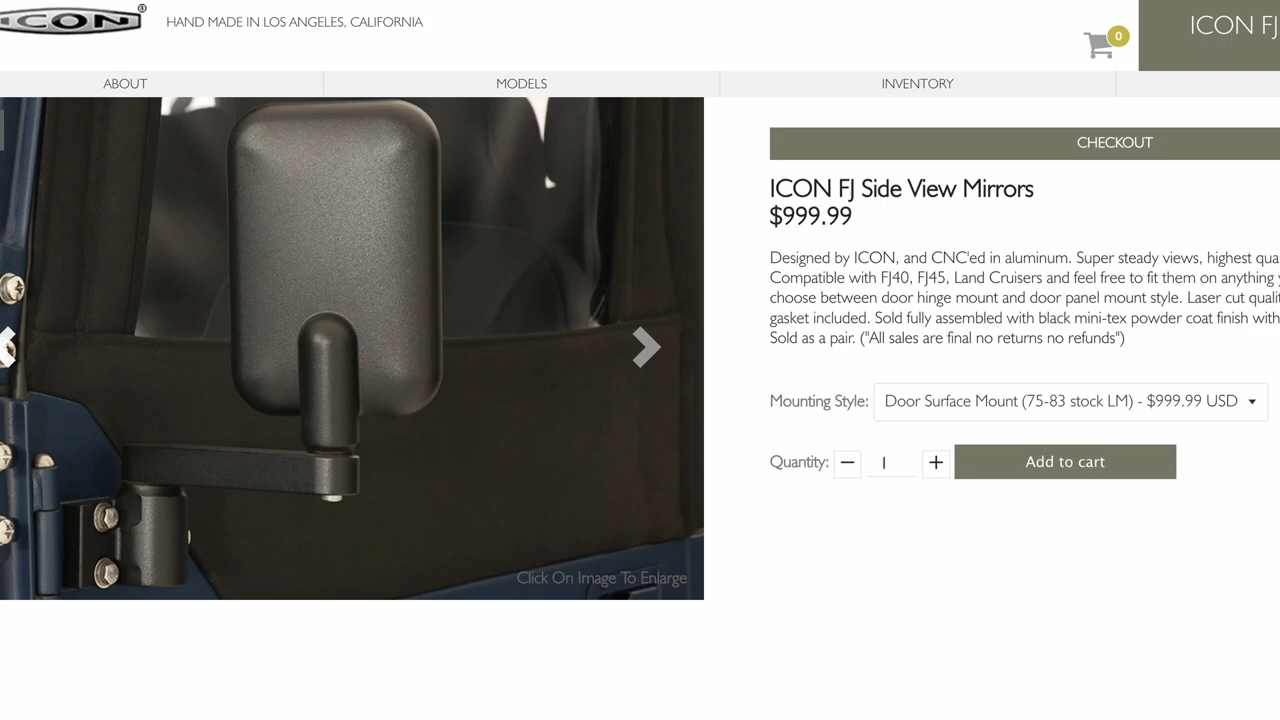 ICON®
HAND MADE IN LOS ANGELES, CALIFORNIA
0
ICON FJ
ABOUT
MODELS
INVENTORY
CHECKOUT
ICON FJ Side View Mirrors
$999.99
Designed by ICON, and CNC'ed in aluminum. Super steady views, highest
Compatible with FJ40, FJ45, Land Cruisers and feel free to fit them on anything
choose between door hinge mount and door panel mount style. Laser cut
gasket included. Sold fully assembled with black mini-tex powder coat finish with
Sold as a pair. ("All sales are final no returns no refunds")
Mounting Style: Door Surface Mount (75-83 stock LM) - $999.99 USD
Quantity: − 1 + Add to cart
Click On Image To Enlarge